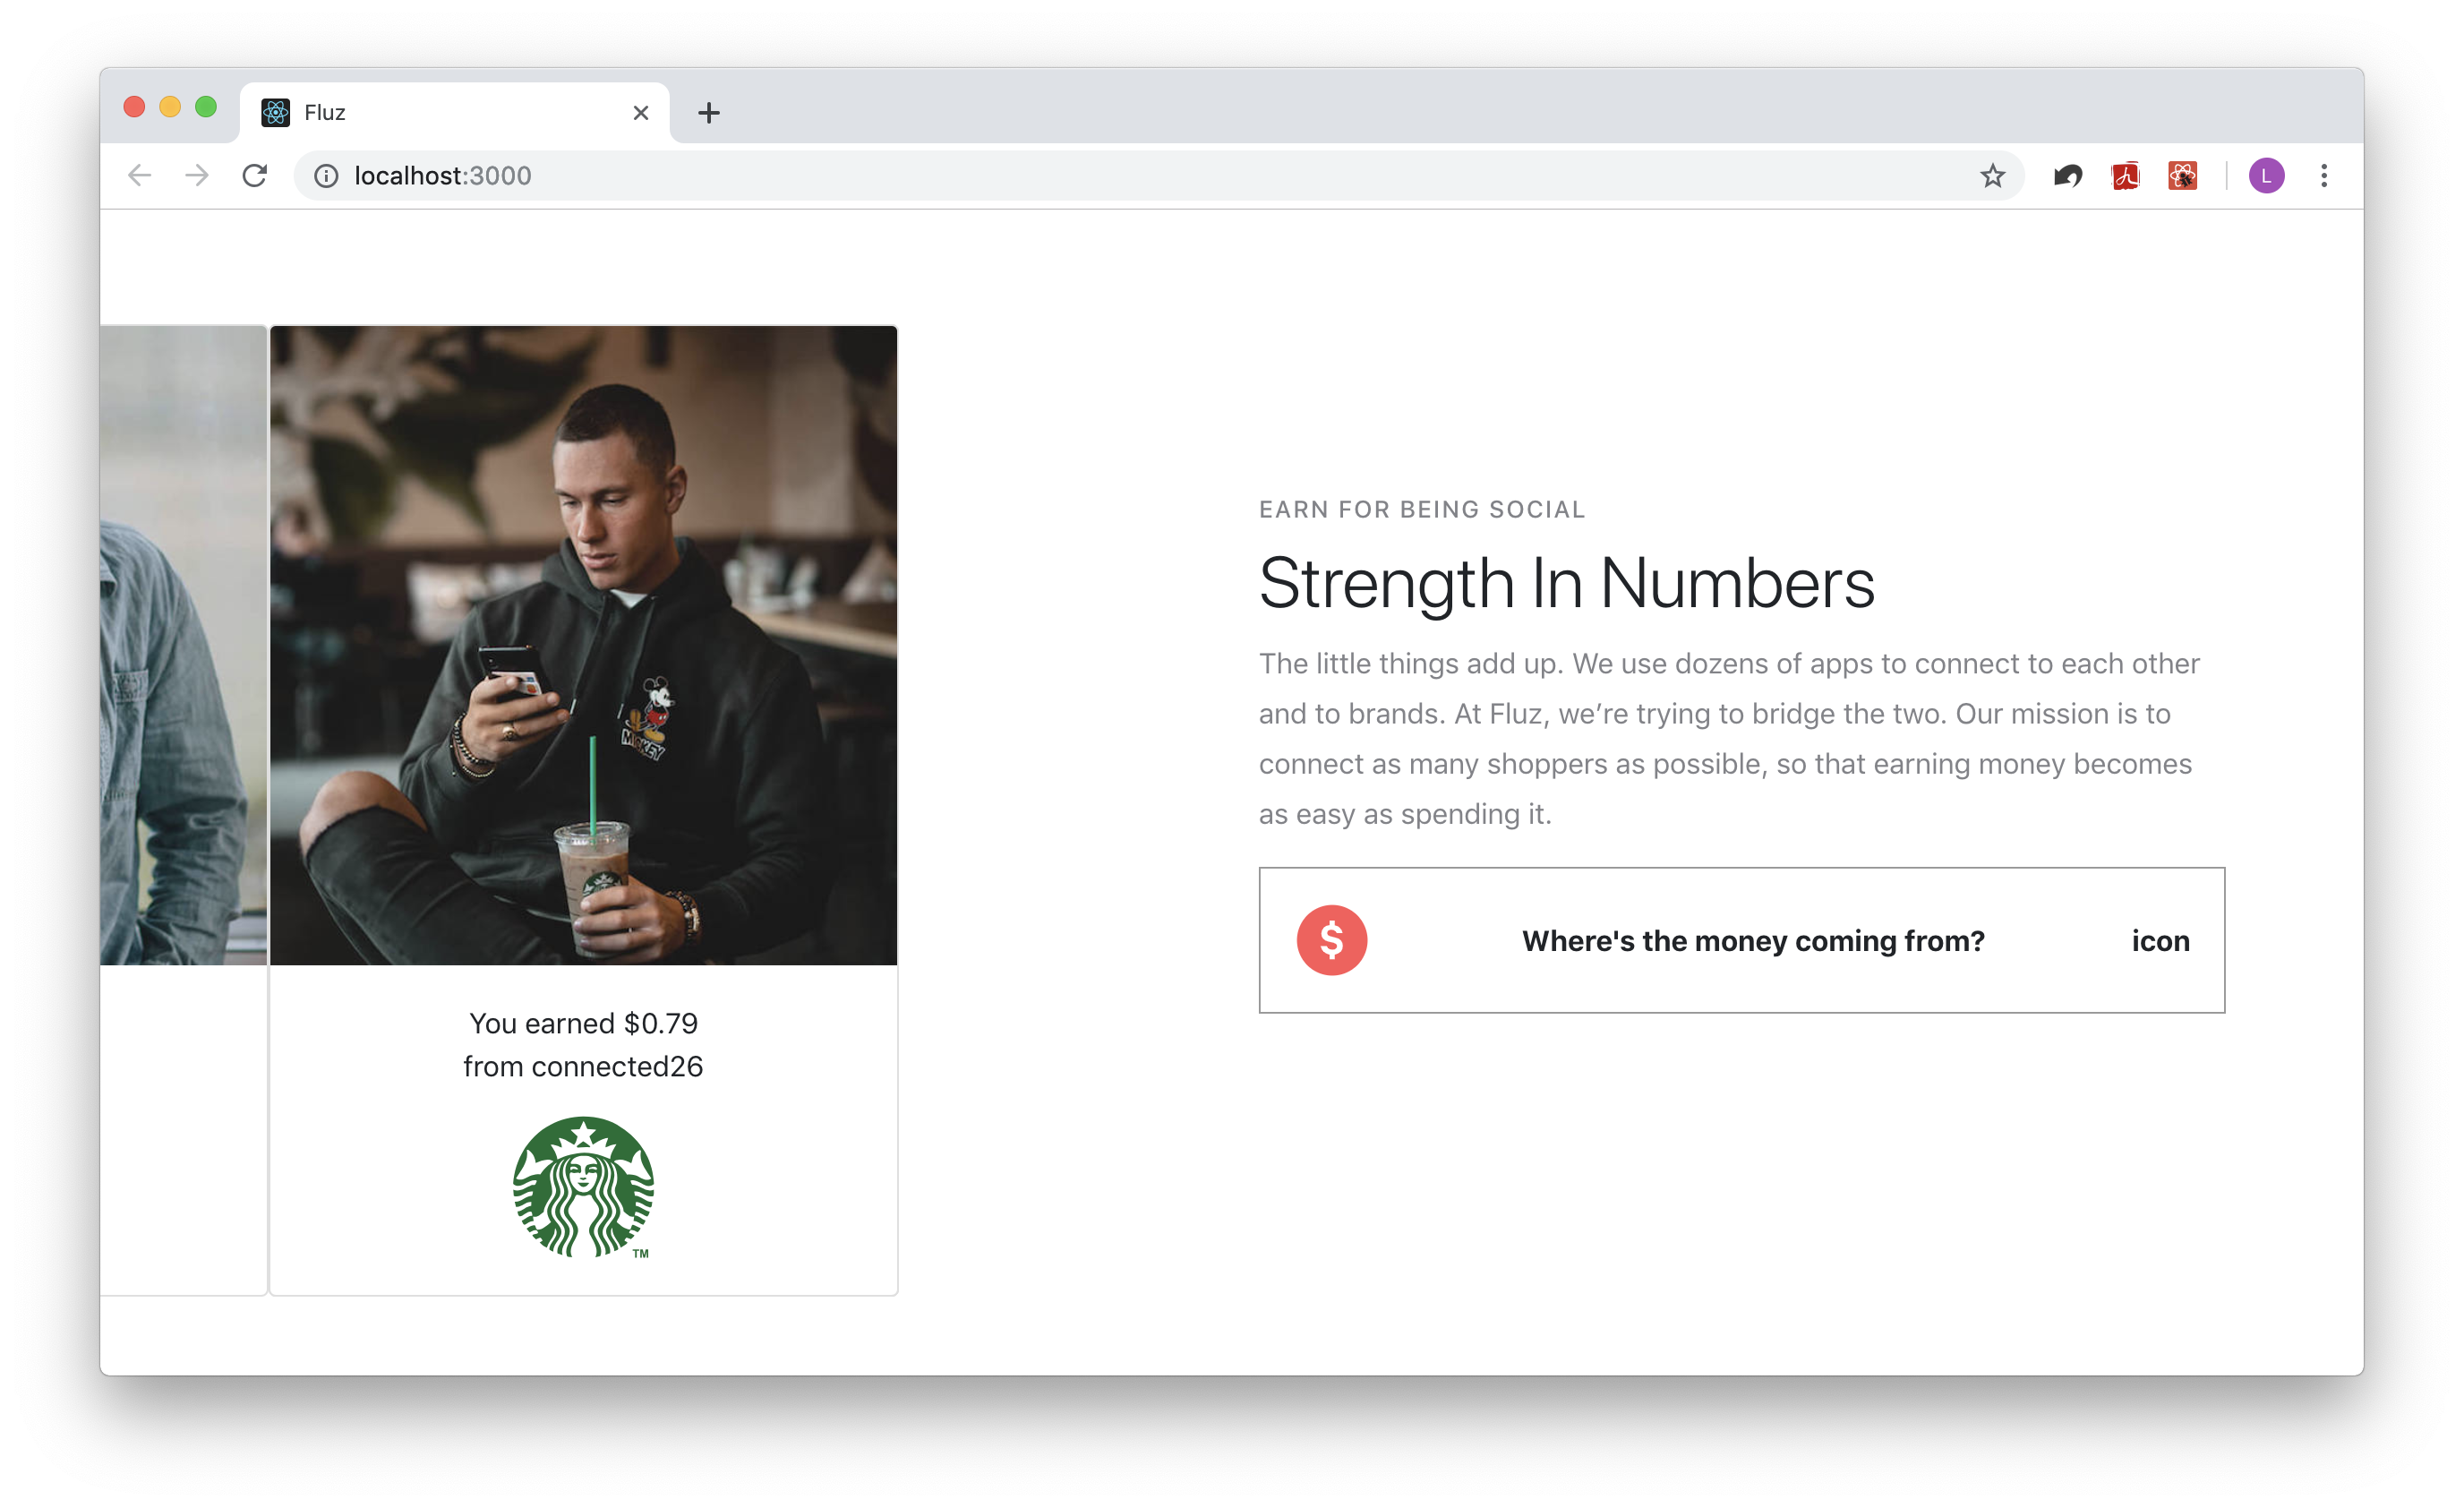 Fluz
localhost:3000
L
MICKEY
You earned $0.79
from connected26
TM
EARN FOR BEING SOCIAL
Strength In Numbers
The little things add up. We use dozens of apps to connect to each other
and to brands. At Fluz, we’re trying to bridge the two. Our mission is to
connect as many shoppers as possible, so that earning money becomes
as easy as spending it.
$
Where's the money coming from?
icon